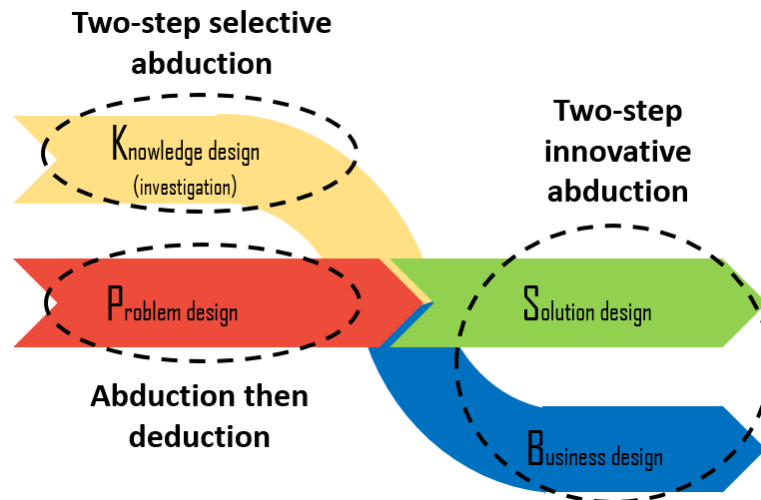 Two-step selective
abduction
Knowledge design
(investigation)
Two-step
innovative
abduction
Problem design
Solution design
Abduction then
deduction
Business design